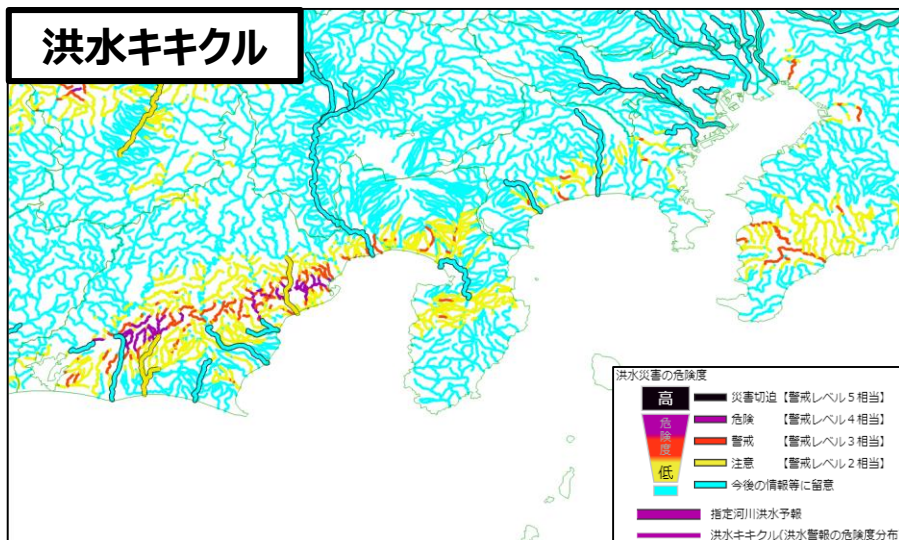 洪水キキクル
洪水災害の危険度
高
危険度
低
災害切迫【警戒レベル5相当】
危険 【警戒レベル4相当】
警戒 【警戒レベル3相当】
注意 【警戒レベル2相当】
今後の情報等に留意
指定河川洪水予報
洪水キキクル(洪水警報の危険度分布